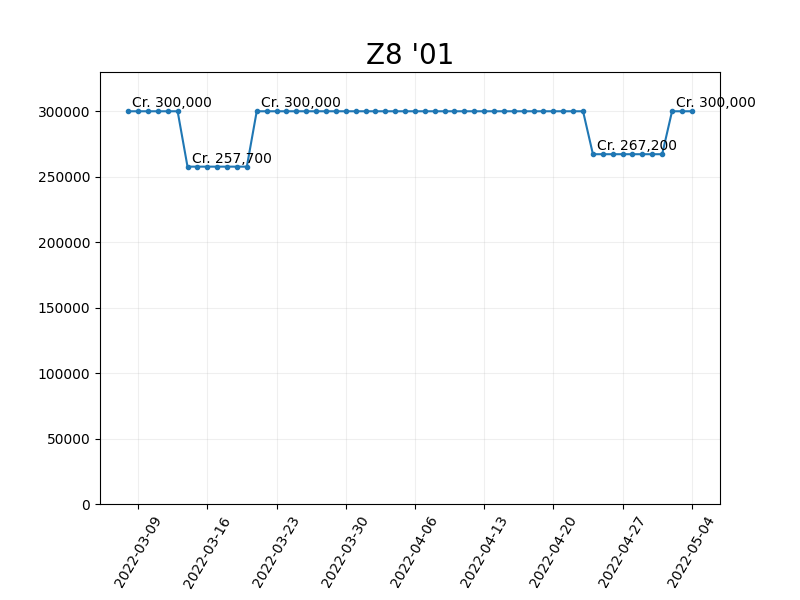 Z8 '01
Cr. 300,000
Cr. 300,000
Cr. 300,000
Cr. 257,700
Cr. 267,200
300000
250000
200000
150000
100000
50000
0
2022-03-09
2022-03-16
2022-03-23
2022-03-30
2022-04-06
2022-04-13
2022-04-20
2022-04-27
2022-05-04